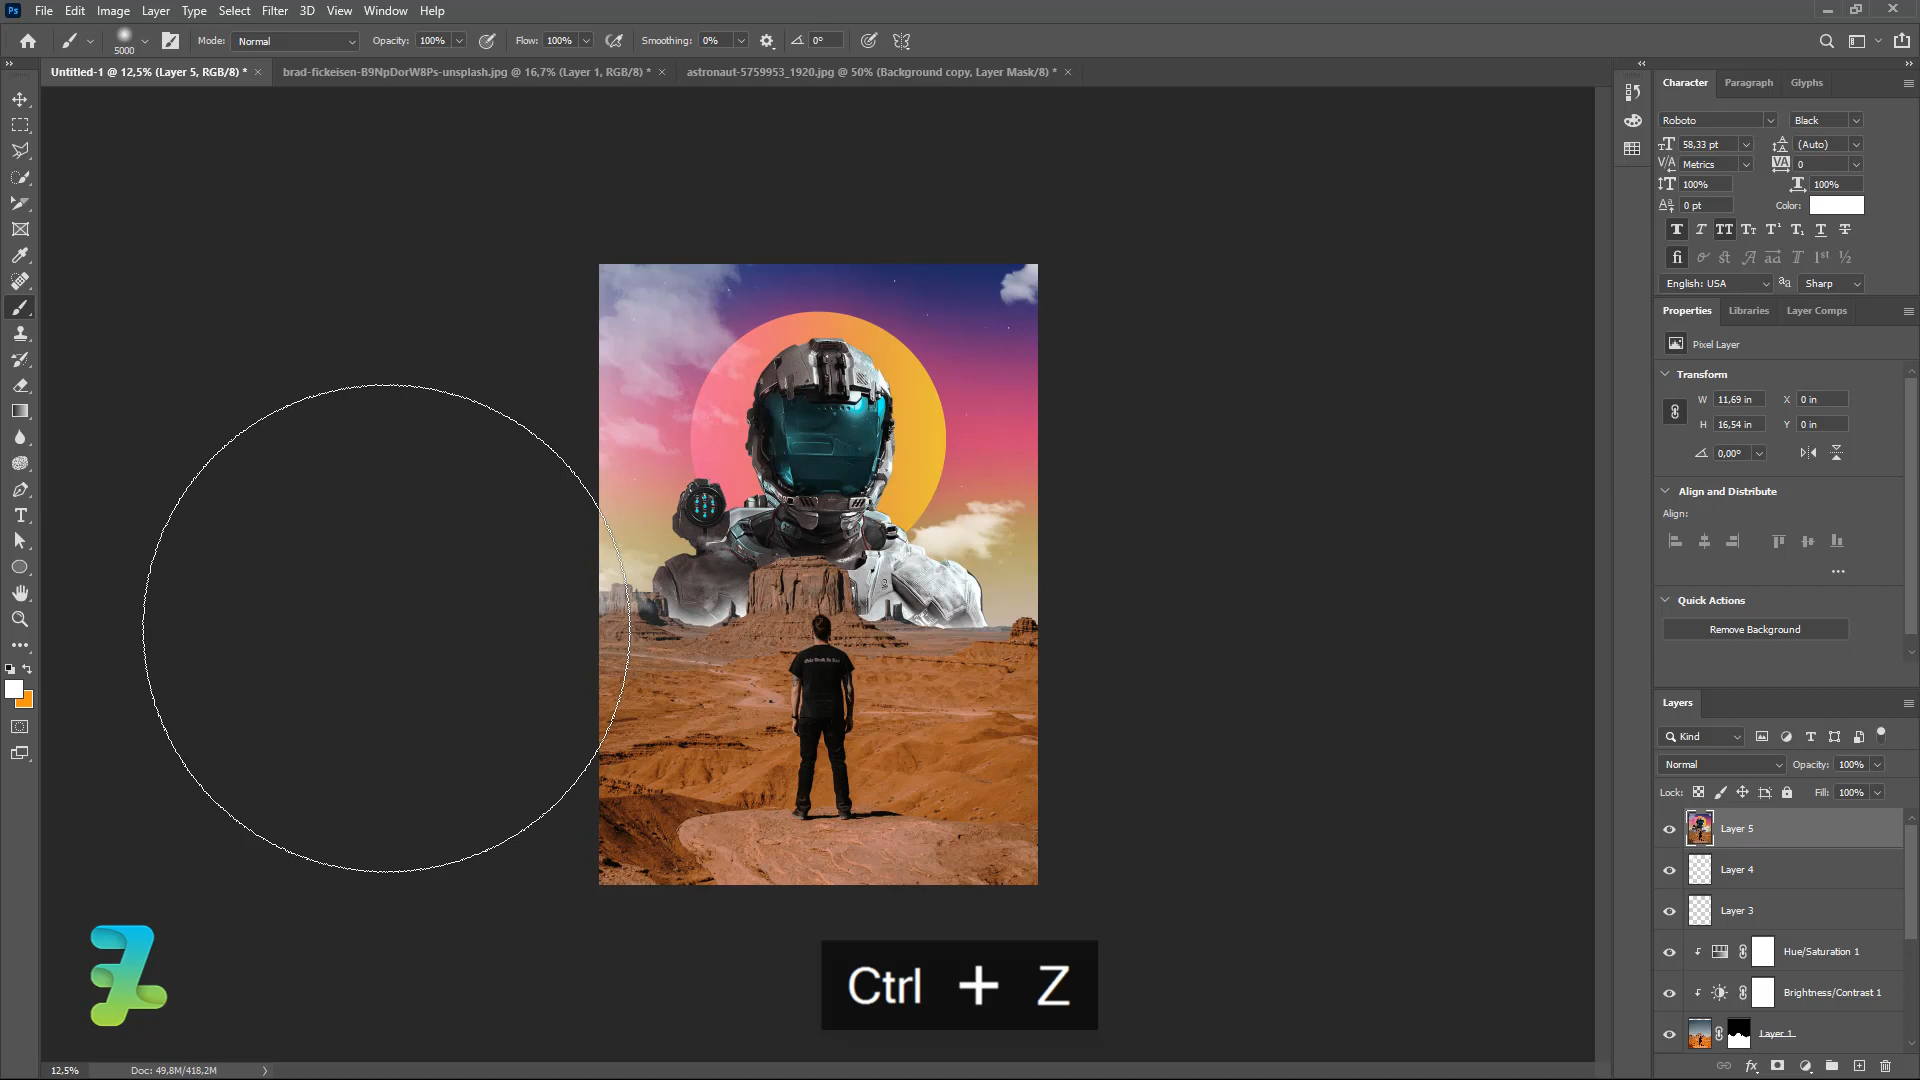 Ps File Edit Image Layer Type Select Filter 3D View Window Help
5000 Mode: Normal Opacity: 100% Flow: 100% Smoothing: 0% 0°
Untitled-1 @ 12,5% (Layer 5, RGB/8) * × brad-fickeisen-B9NpDorW8Ps-unsplash.jpg @ 16,7% (Layer 1, RGB/8) * × astronaut-5759953_1920.jpg @ 50% (Background copy, Layer Mask/8) * ×
Character Paragraph Glyphs
Roboto Black
58,33 pt (Auto)
Metrics 0
100% 100%
0 pt Color:
English: USA Sharp
Properties Libraries Layer Comps
Pixel Layer
Transform
W 11,69 in X 0 in
H 16,54 in Y 0 in
0,00°
Align and Distribute
Align:
Quick Actions
Remove Background
Layers
Kind
Normal Opacity: 100%
Lock: Fill: 100%
Layer 5
Layer 4
Layer 3
Hue/Saturation 1
Brightness/Contrast 1
Layer 1
Ctrl + Z
12,5% Doc: 49,8M/418,2M